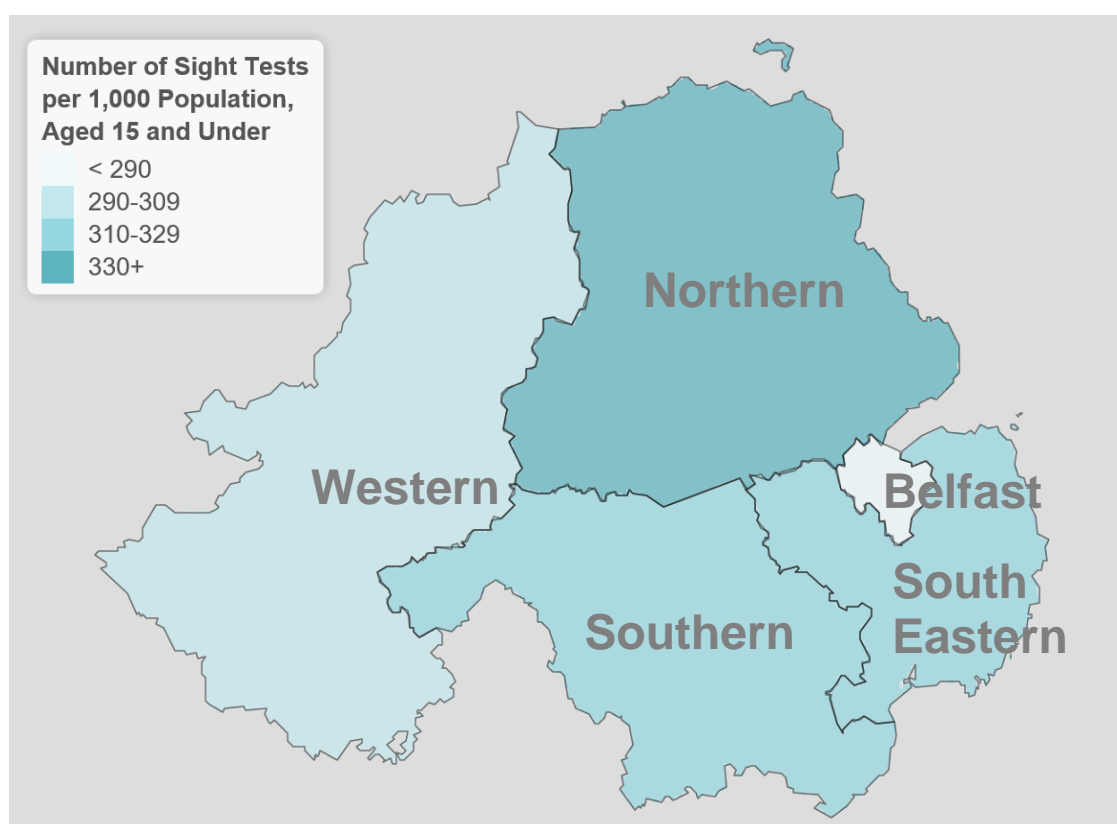 Number of Sight Tests
per 1,000 Population,
Aged 15 and Under
< 290
290-309
310-329
330+
Northern
Western
Belfast
South
Eastern
Southern